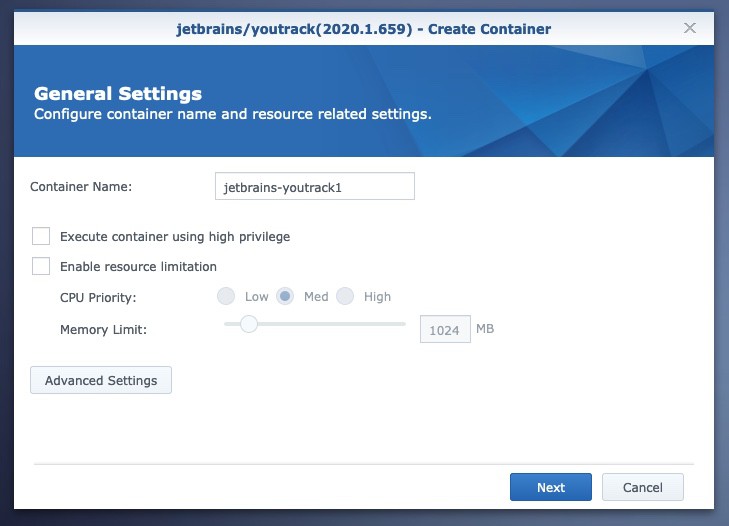 jetbrains/youtrack(2020.1.659) - Create Container
General Settings
Configure container name and resource related settings.
Container Name: jetbrains-youtrack1
Execute container using high privilege
Enable resource limitation
CPU Priority: Low Med High
Memory Limit: 1024 MB
Advanced Settings
Next Cancel